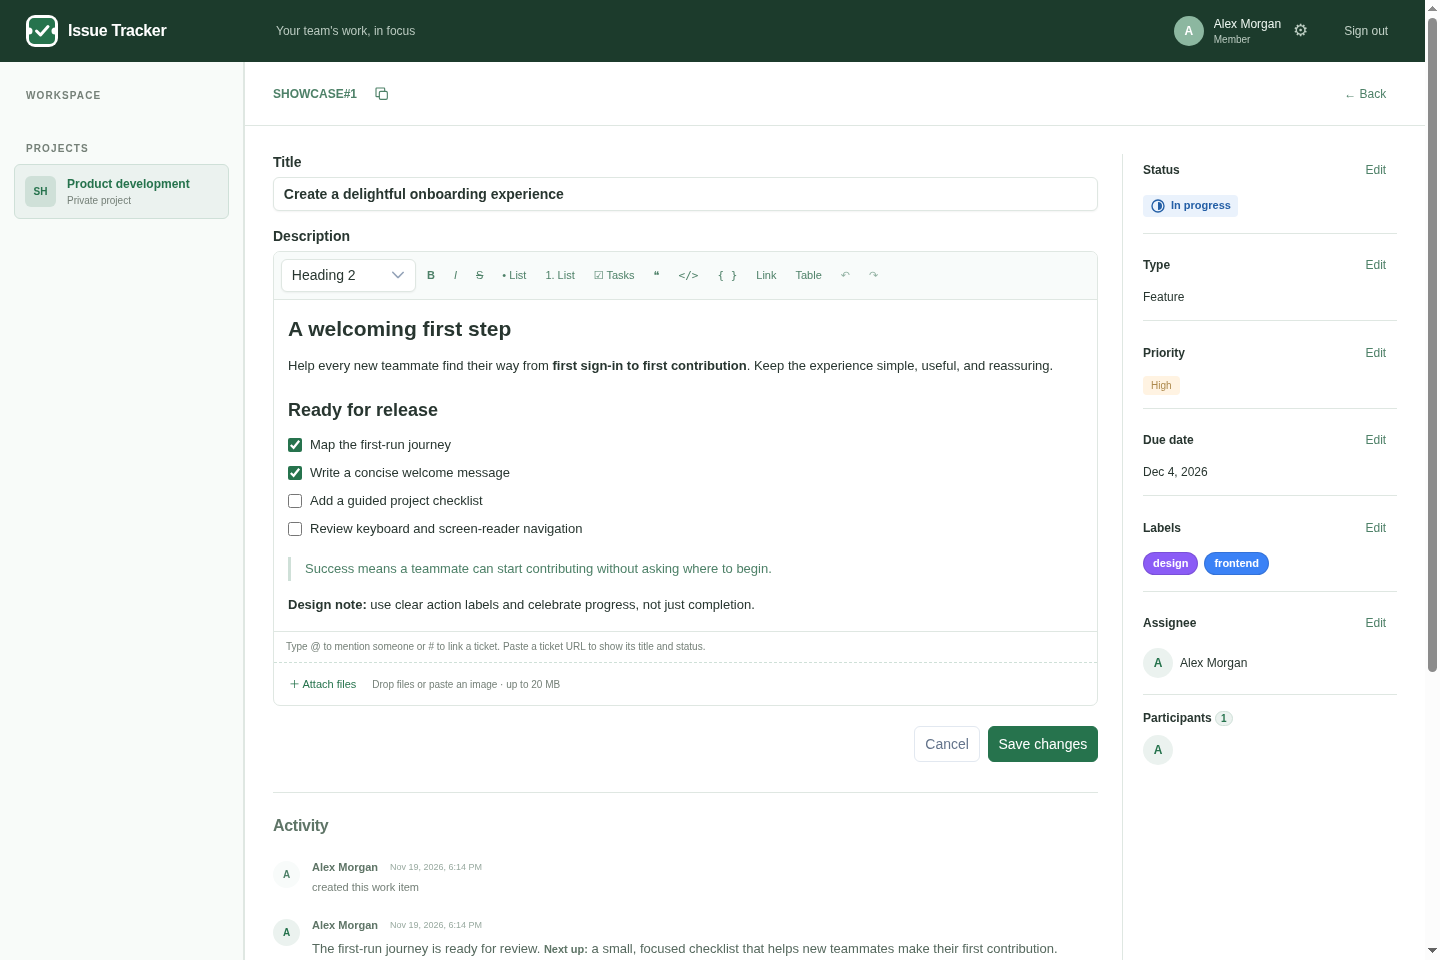 Issue Tracker
Your team's work, in focus
A
Alex Morgan
Member
Sign out
WORKSPACE
PROJECTS
SH
Product development
Private project
SHOWCASE#1
← Back
Title
Create a delightful onboarding experience
Description
Heading 2
B I S • List 1. List ☑ Tasks ❝ </> { } Link Table ↶ ↷
A welcoming first step
Help every new teammate find their way from first sign-in to first contribution. Keep the experience simple, useful, and reassuring.
Ready for release
Map the first-run journey
Write a concise welcome message
Add a guided project checklist
Review keyboard and screen-reader navigation
Success means a teammate can start contributing without asking where to begin.
Design note: use clear action labels and celebrate progress, not just completion.
Type @ to mention someone or # to link a ticket. Paste a ticket URL to show its title and status.
+ Attach files Drop files or paste an image · up to 20 MB
Cancel Save changes
Activity
A
Alex Morgan Nov 19, 2026, 6:14 PM
created this work item
A
Alex Morgan Nov 19, 2026, 6:14 PM
The first-run journey is ready for review. Next up: a small, focused checklist that helps new teammates make their first contribution.
Status Edit
In progress
Type Edit
Feature
Priority Edit
High
Due date Edit
Dec 4, 2026
Labels Edit
design frontend
Assignee Edit
A Alex Morgan
Participants 1
A